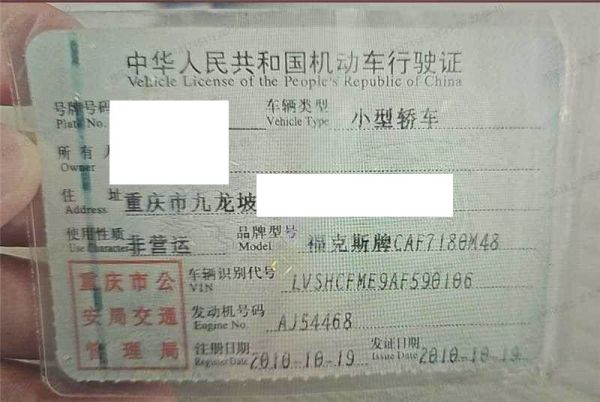 中华人民共和国机动车行驶证
Vehicle License of the People's Republic of China
号牌号码 车辆类型 小型轿车
Plate No. Vehicle Type
所有
Owner
住 址 重庆市九龙坡
Address
使用性质 非营运 品牌型号 福克斯牌CAF7180M48
Use Character Model
重庆市公 车辆识别代号 LVSHCFME9AF590106
VIN
安局交通 发动机号码 AJ54468
Engine No.
管理局 注册日期 2010-10-19 发证日期 2010-10-19
Register Date Issue Date